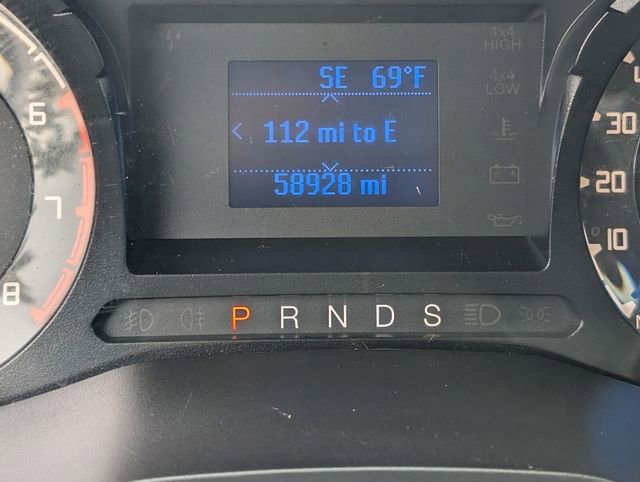 4x4
HIGH
SE 69°F
4x4
LOW
< 112 mi to E
58928 mi
6
7
8
30
20
10
P R N D S